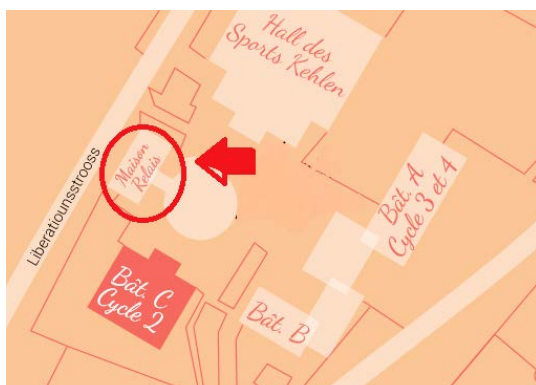 Hall des
Sports Kehlen
Maison
Relais
Liberatiounsstrooss
Bât. A
Cycle 3 et 4
Bât. C
Cycle 2
Bât. B